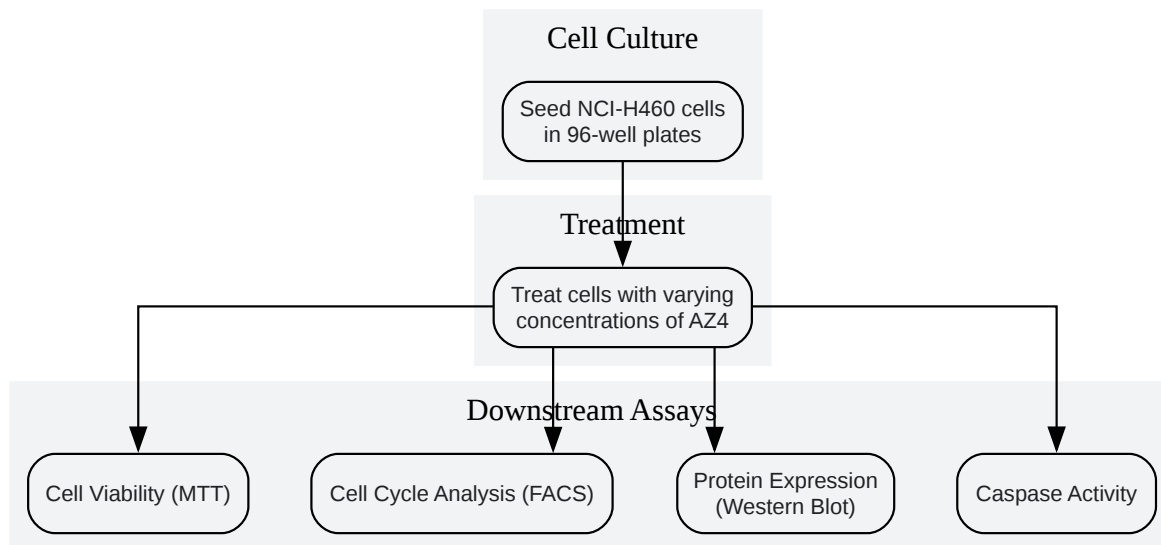 Cell Culture
Seed NCI-H460 cells
in 96-well plates
Treatment
Treat cells with varying
concentrations of AZ4
Downstream Assays
Cell Viability (MTT)
Cell Cycle Analysis (FACS)
Protein Expression
(Western Blot)
Caspase Activity